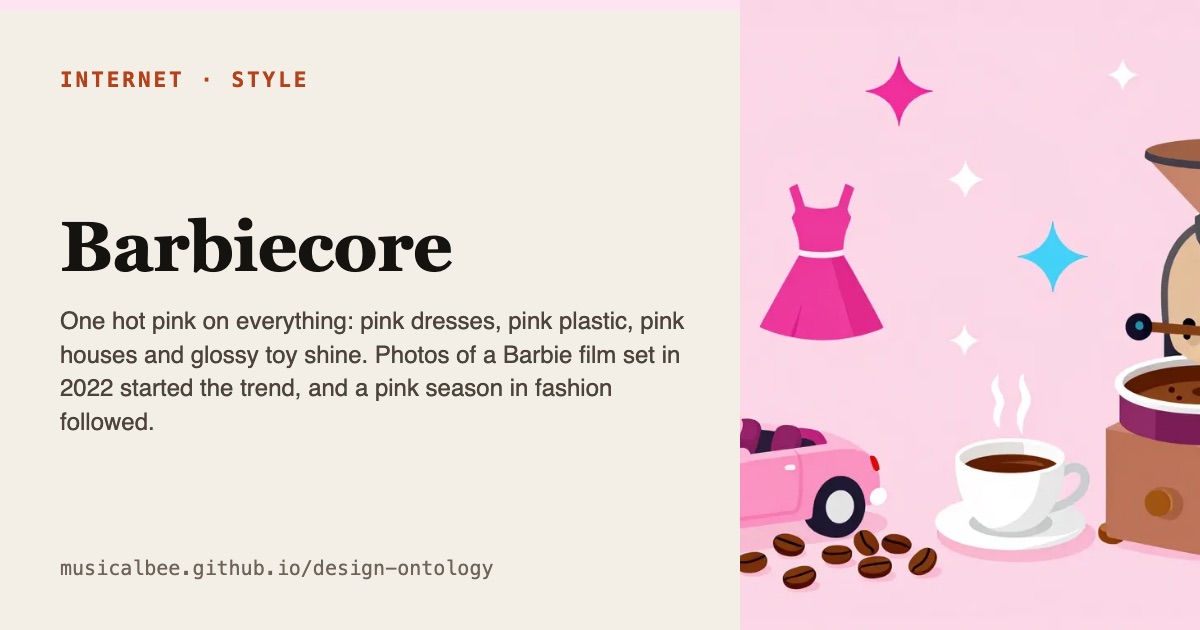 INTERNET · STYLE
Barbiecore
One hot pink on everything: pink dresses, pink plastic, pink
houses and glossy toy shine. Photos of a Barbie film set in
2022 started the trend, and a pink season in fashion
followed.
musicalbee.github.io/design-ontology